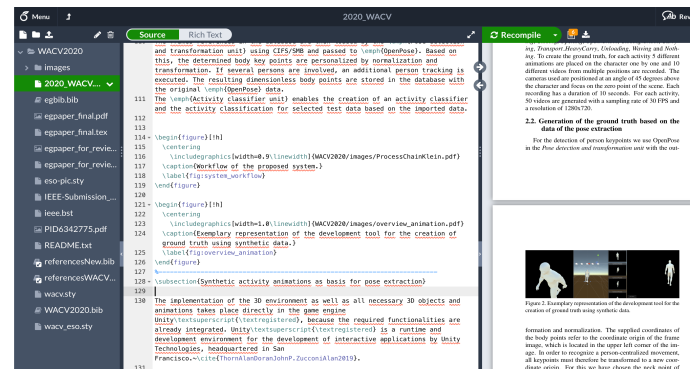 Menu
2020_WACV
Rev
Source
Rich Text
Recompile
WACV2020
images
2020_WACV....
egbib.bib
egpaper_final.pdf
egpaper_final.tex
egpaper_for_revie...
egpaper_for_revie...
eso-pic.sty
IEEE-Submission_...
ieee.bst
PID6342775.pdf
README.txt
referencesNew.bib
referencesWACV...
wacv.sty
WACV2020.bib
wacv_eso.sty
and transformation unit} using CIFS/SMB and passed to \emph{OpenPose}. Based on
this, the determined body key points are personalized by normalization and
transformation. If several persons are involved, an additional person tracking is
executed. The resulting dimensionless body points are stored in the database with
the original \emph{OpenPose} data.
111 The \emph{Activity classifier unit} enables the creation of an activity classifier
and the activity classification for selected test data based on the imported data.
112
113
114 \begin{figure}[!h]
115 \centering
116 \includegraphics[width=0.9\linewidth]{WACV2020/images/ProcessChainKlein.pdf}
117 \caption{Workflow of the proposed system.}
118 \label{fig:system_workflow}
119 \end{figure}
120
121 \begin{figure}[!h]
122 \centering
123 \includegraphics[width=1.0\linewidth]{WACV2020/images/overview_animation.pdf}
124 \caption{Exemplary representation of the development tool for the creation of
ground truth using synthetic data.}
125 \label{fig:overview_animation}
126 \end{figure}
127 %------------------------------------------------------------------------
128 \subsection{Synthetic activity animations as basis for pose extraction}
129
130 The implementation of the 3D environment as well as all necessary 3D objects and
animations takes place directly in the game engine
Unity\textsuperscript{\textregistered}, because the required functionalities are
already integrated. Unity\textsuperscript{\textregistered} is a runtime and
development environment for the development of interactive applications by Unity
Technologies, headquartered in San
Francisco.~\cite{ThornAlanDoranJohnP.ZucconiAlan2019}.
131
ing, Transport.HeavyCarry, Unloading, Waving and Noth-
ing. To create the ground truth, for each activity 5 different
animations are placed on the character one by one and 10
different videos from multiple positions are recorded. The
cameras used are positioned at an angle of 45 degrees above
the character and focus on the zero point of the scene. Each
recording has a duration of 10 seconds. For each activity,
50 videos are generated with a sampling rate of 30 FPS and
a resolution of 1280x720.
2.2. Generation of the ground truth based on the
data of the pose extraction
For the detection of person keypoints we use OpenPose
in the Pose detection and transformation unit with the out-
Figure 2. Exemplary representation of the development tool for the
creation of ground truth using synthetic data.
formation and normalization. The supplied coordinates of
the body points refer to the coordinate origin of the frame
image, which is located in the upper left corner of the im-
age. In order to recognize a person-centralized movement,
all keypoints must therefore be transformed to a new coor-
dinate origin. For this we have chosen the neck point of